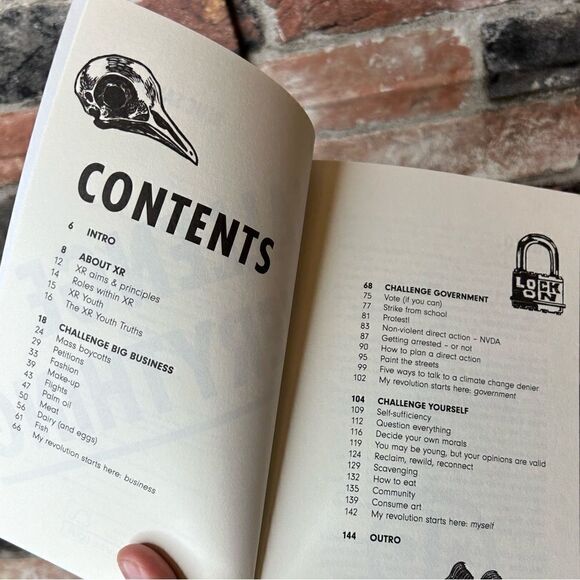 CONTENTS
6 INTRO
8 ABOUT XR
12 XR aims & principles
14 Roles within XR
15 XR Youth
16 The XR Youth Truths
18 CHALLENGE BIG BUSINESS
24 Mass boycotts
29 Petitions
33 Fashion
39 Make-up
43 Flights
47 Palm oil
50 Meat
56 Dairy (and eggs)
61 Fish
66 My revolution starts here: business
LOCK
ON
68 CHALLENGE GOVERNMENT
75 Vote (if you can)
77 Strike from school
81 Protest!
83 Non-violent direct action - NVDA
87 Getting arrested - or not
90 How to plan a direct action
95 Paint the streets
99 Five ways to talk to a climate change denier
102 My revolution starts here: government
104 CHALLENGE YOURSELF
109 Self-sufficiency
112 Question everything
116 Decide your own morals
119 You may be young, but your opinions are valid
124 Reclaim, rewild, reconnect
129 Scavenging
132 How to eat
135 Community
139 Consume art
142 My revolution starts here: myself
144 OUTRO